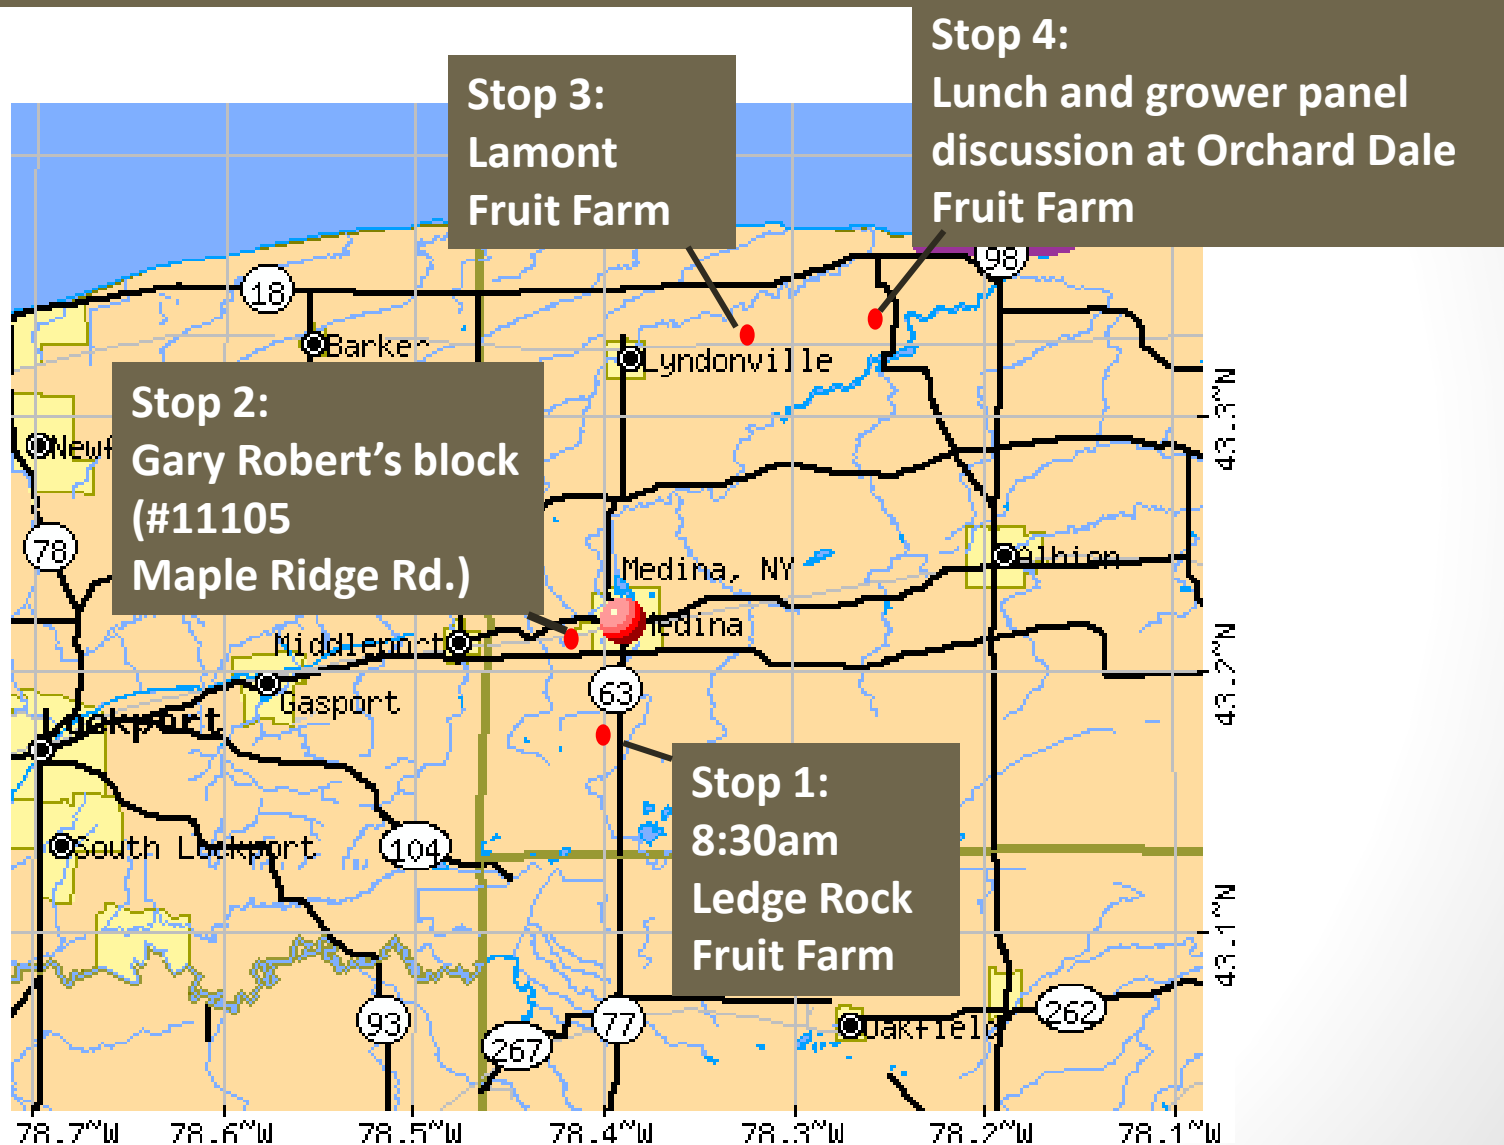 Stop 4:
Lunch and grower panel
discussion at Orchard Dale
Fruit Farm
Stop 3:
Lamont
Fruit Farm
98
18
Barker
Lyndonville
Stop 2:
Gary Robert's block
(#11105
Maple Ridge Rd.)
Newf
43.3~N
78
Medina, NY
Albion
Medina
Middleport
43.2~N
63
Gasport
Lockport
Stop 1:
8:30am
Ledge Rock
Fruit Farm
South Lockport
104
43.1~N
93
267
77
Oakfield
262
78.7~W 78.6~W 78.5~W 78.4~W 78.3~W 78.2~W 78.1~W